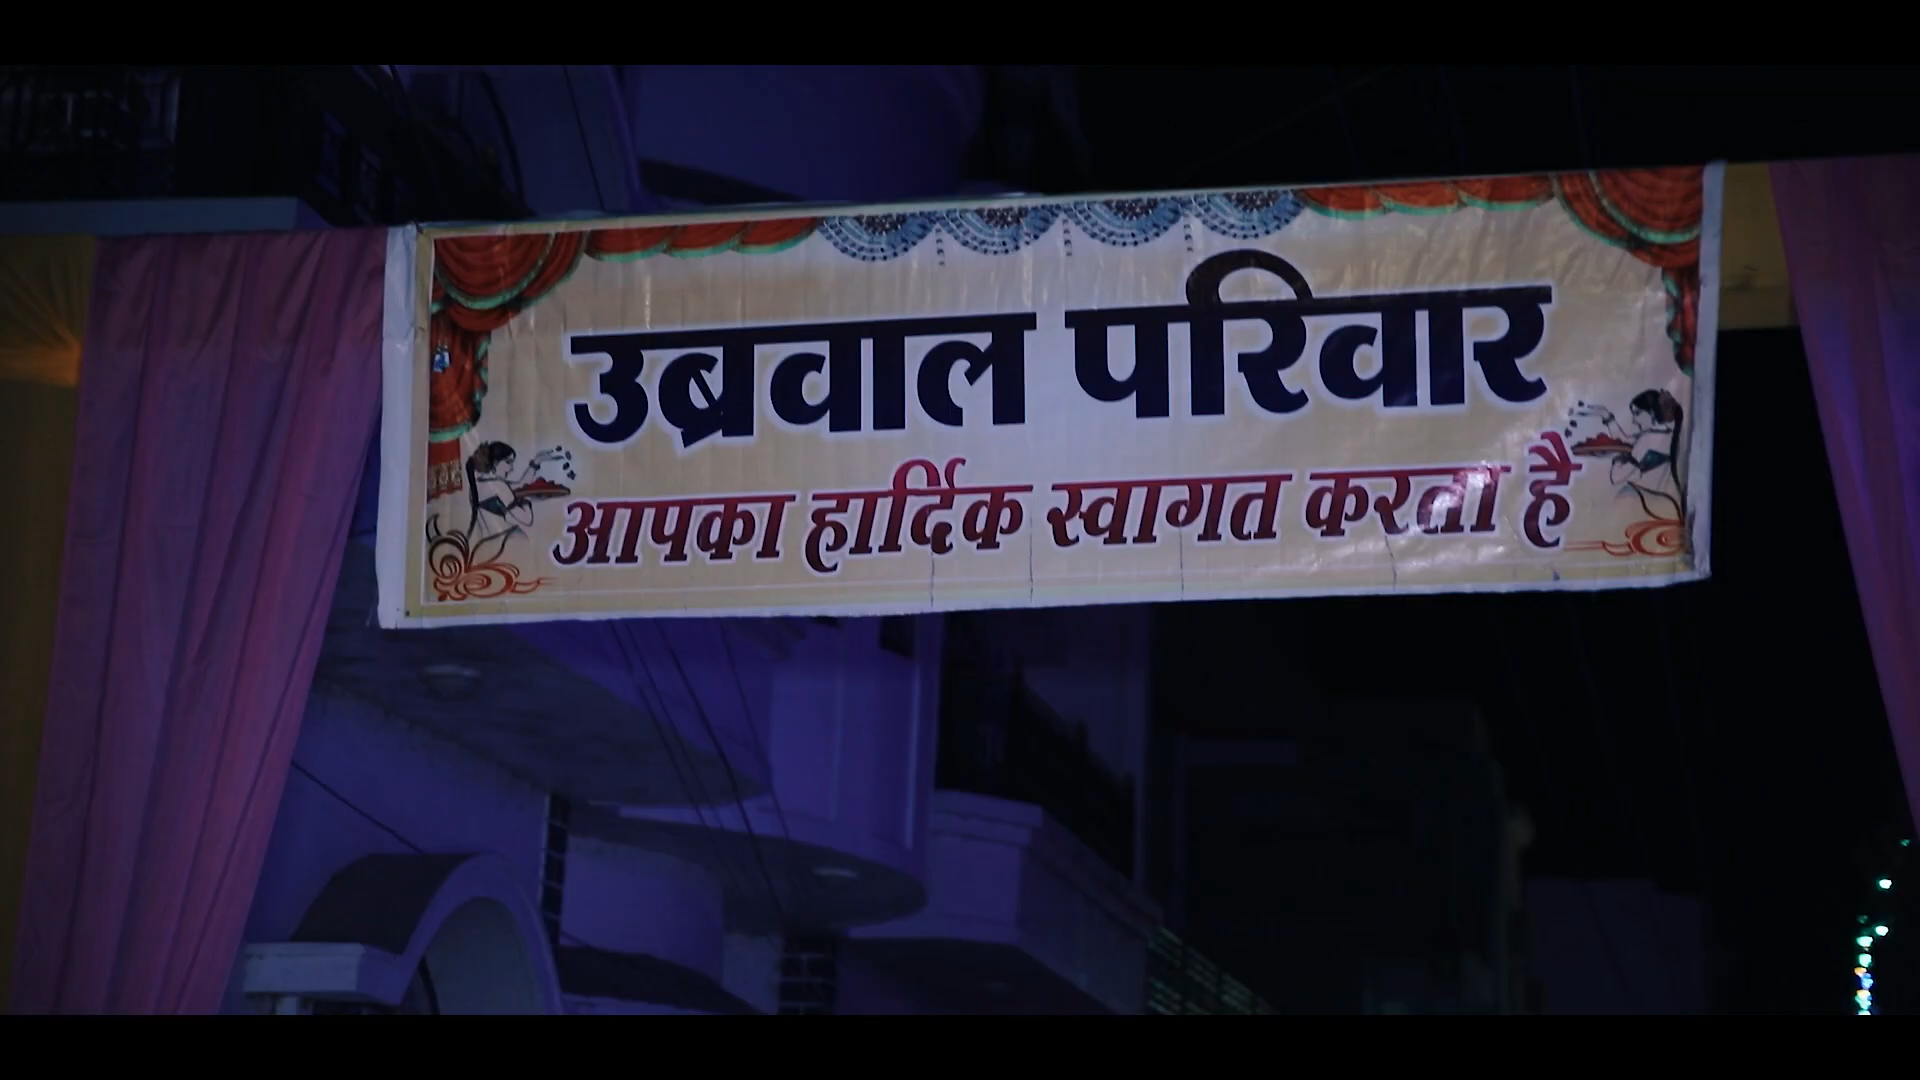 उब्रवाल परिवार
आपका हार्दिक स्वागत करता है